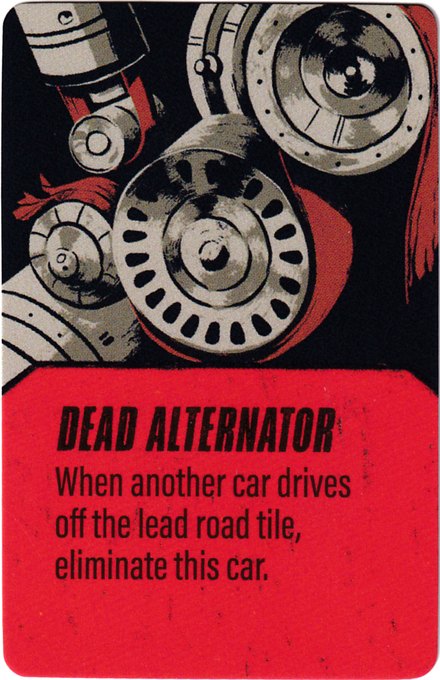 DEAD ALTERNATOR
When another car drives
off the lead road tile,
eliminate this car.